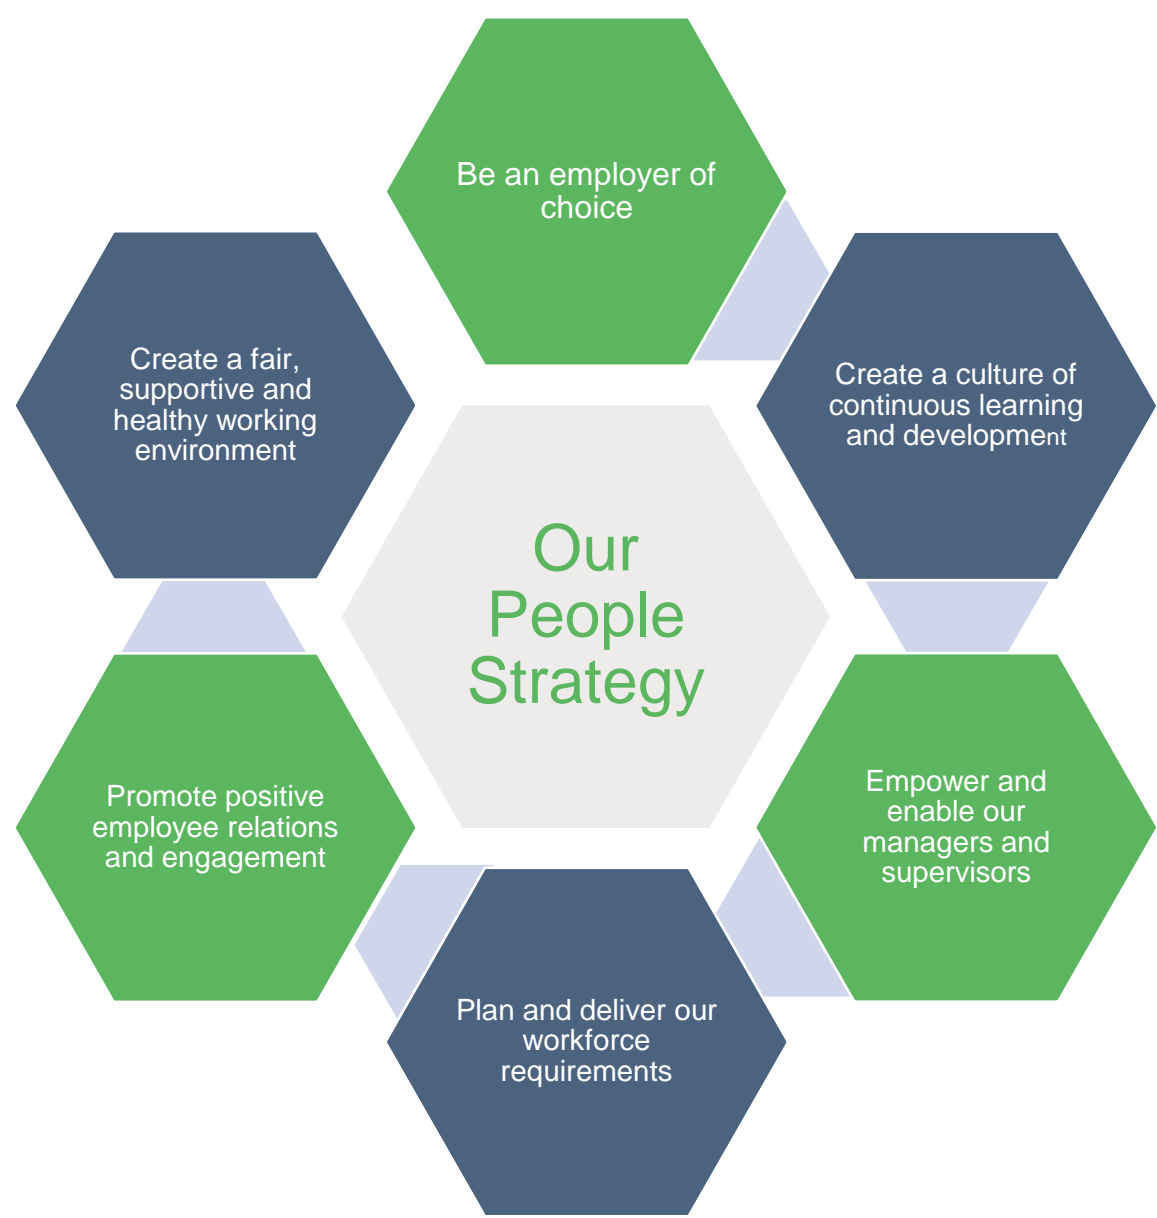 Be an employer of
choice
Create a culture of
continuous learning
and development
Empower and
enable our
managers and
supervisors
Plan and deliver our
workforce
requirements
Promote positive
employee relations
and engagement
Create a fair,
supportive and
healthy working
environment
Our
People
Strategy